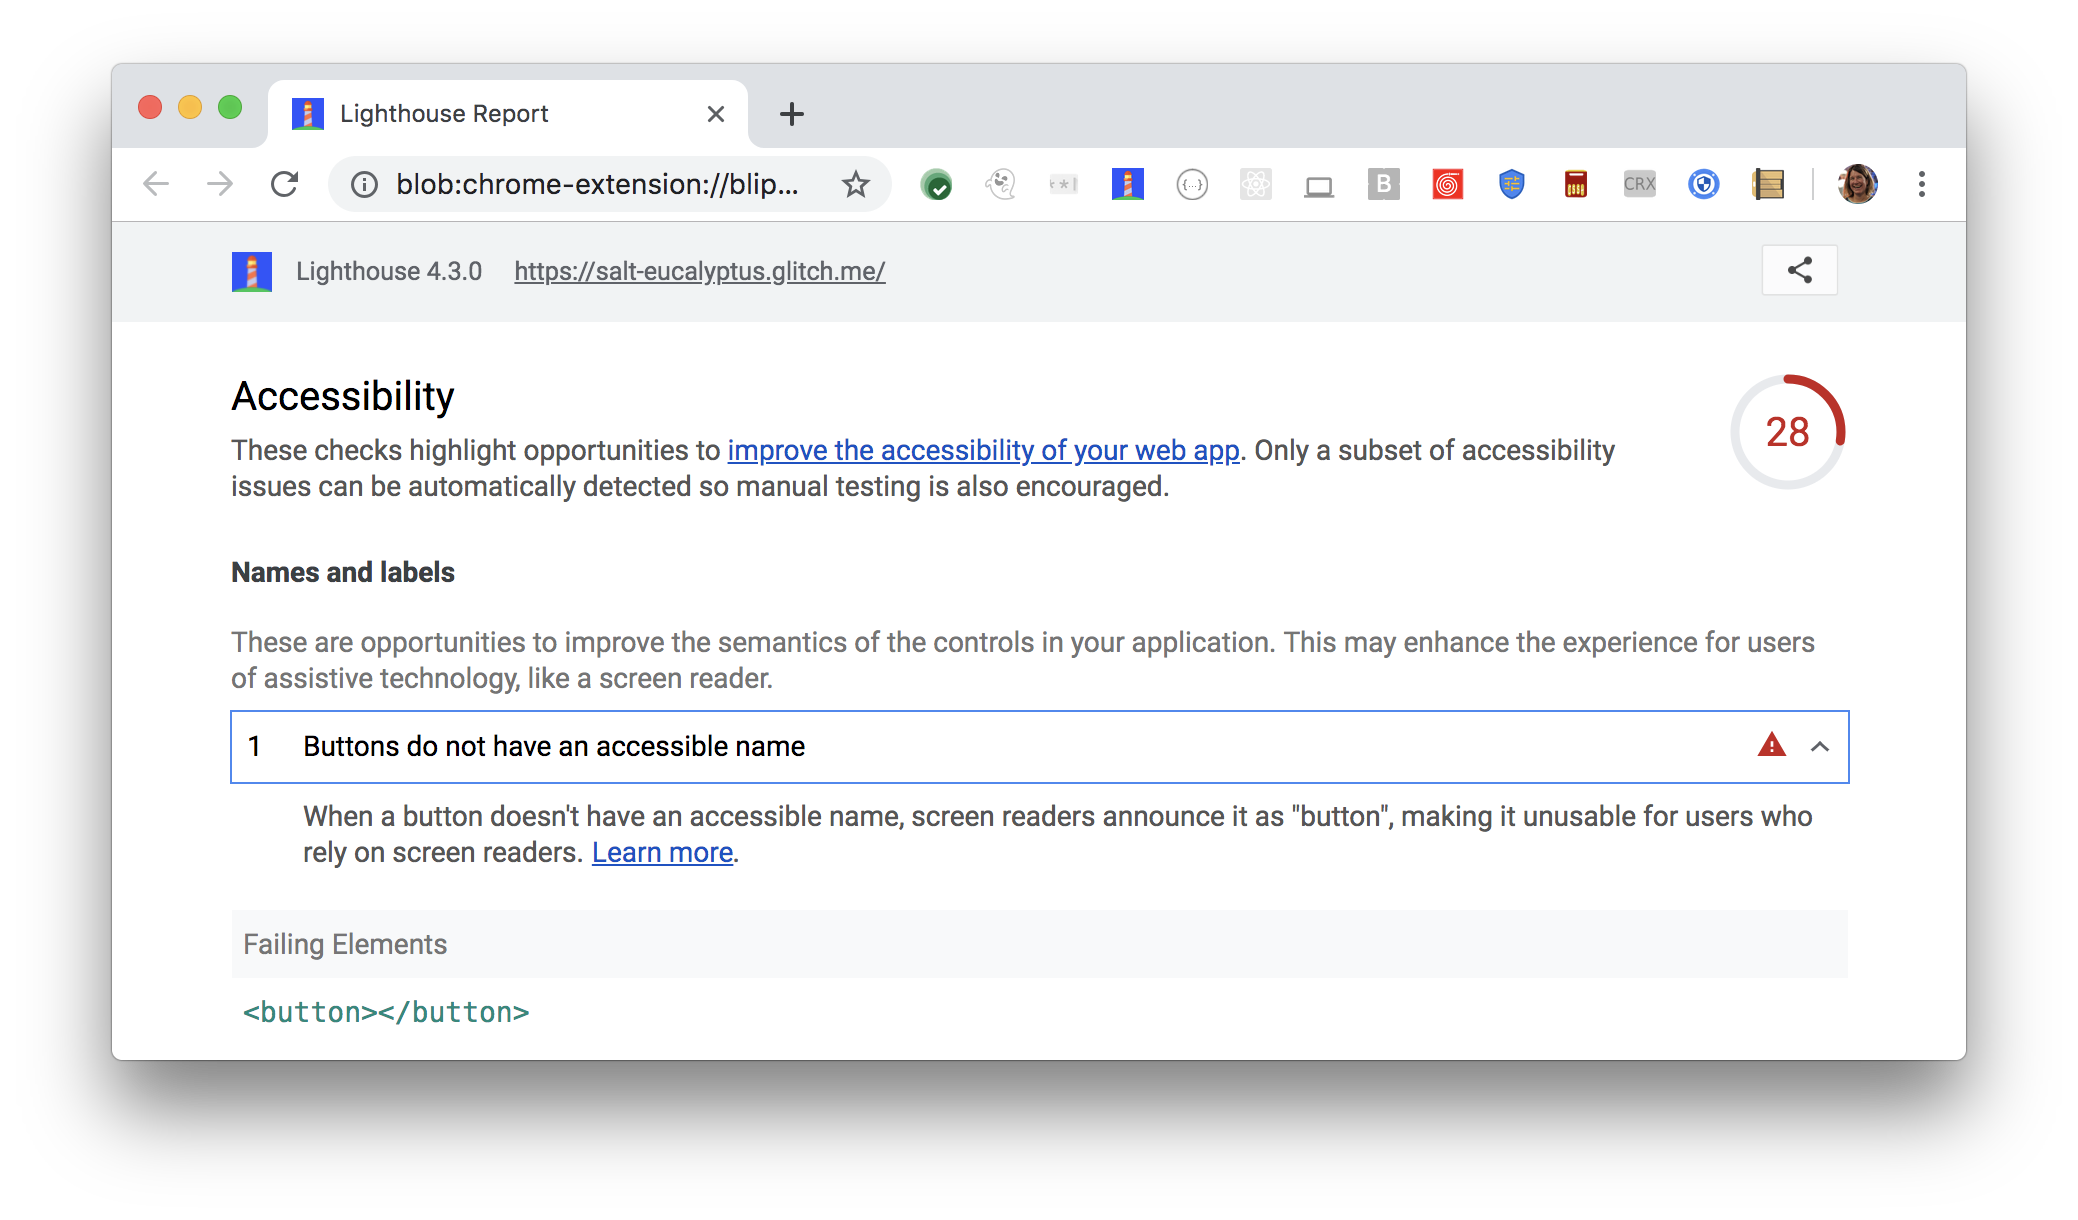 Lighthouse Report
blob:chrome-extension://blip...
{...}
B
CRX
Lighthouse 4.3.0 https://salt-eucalyptus.glitch.me/
Accessibility
These checks highlight opportunities to improve the accessibility of your web app. Only a subset of accessibility
issues can be automatically detected so manual testing is also encouraged.
28
Names and labels
These are opportunities to improve the semantics of the controls in your application. This may enhance the experience for users
of assistive technology, like a screen reader.
1 Buttons do not have an accessible name
When a button doesn't have an accessible name, screen readers announce it as "button", making it unusable for users who
rely on screen readers. Learn more.
Failing Elements
<button></button>